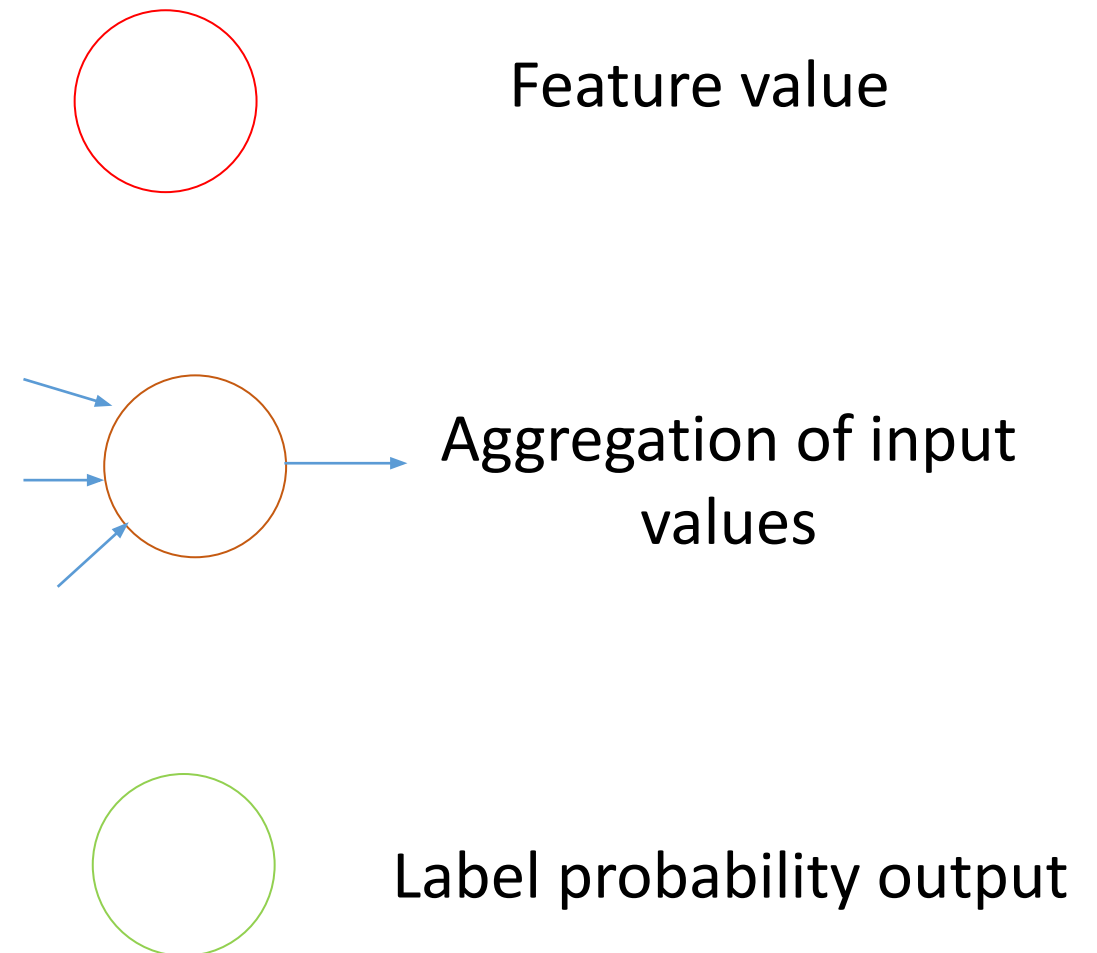 Feature value
Aggregation of input
values
Label probability output